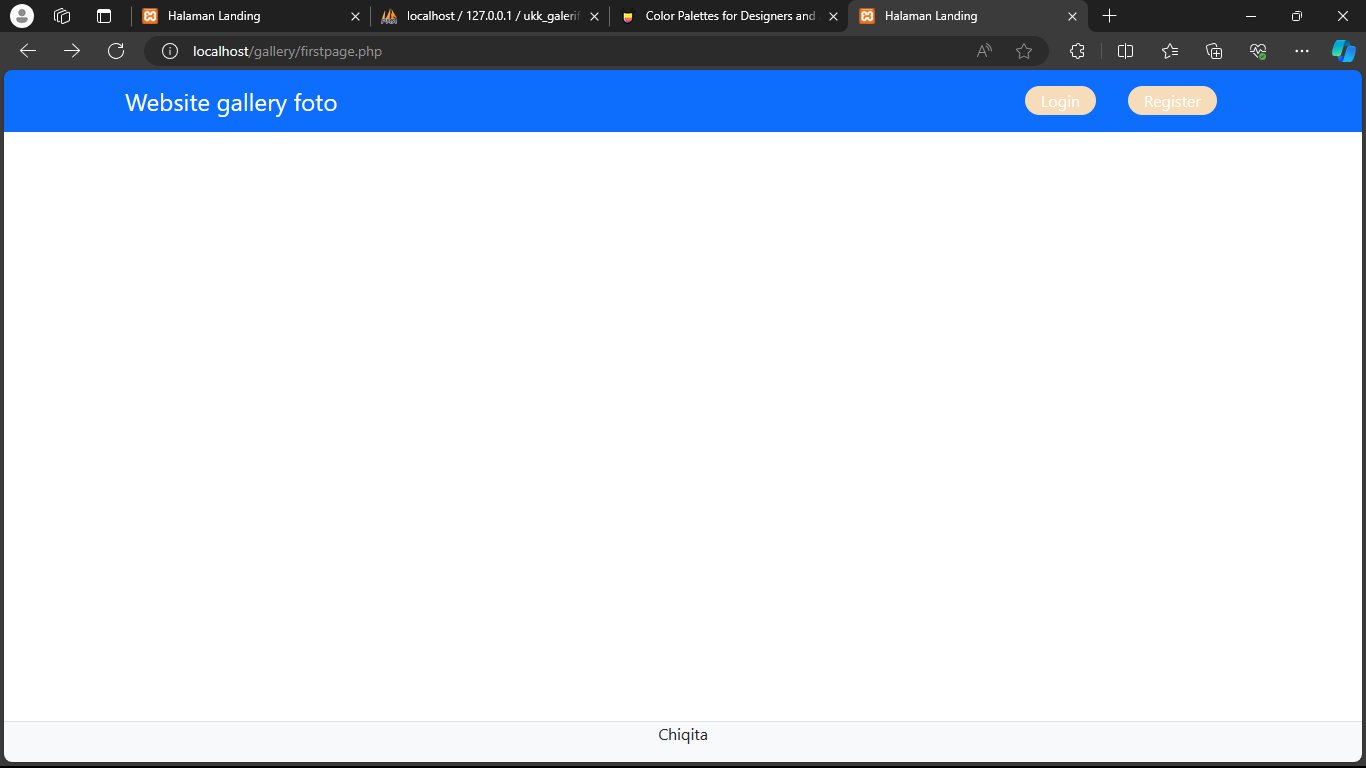 Halaman Landing
localhost / 127.0.0.1 / ukk_galerif
Color Palettes for Designers and
Halaman Landing
localhost/gallery/firstpage.php
Website gallery foto
Login
Register
Chiqita